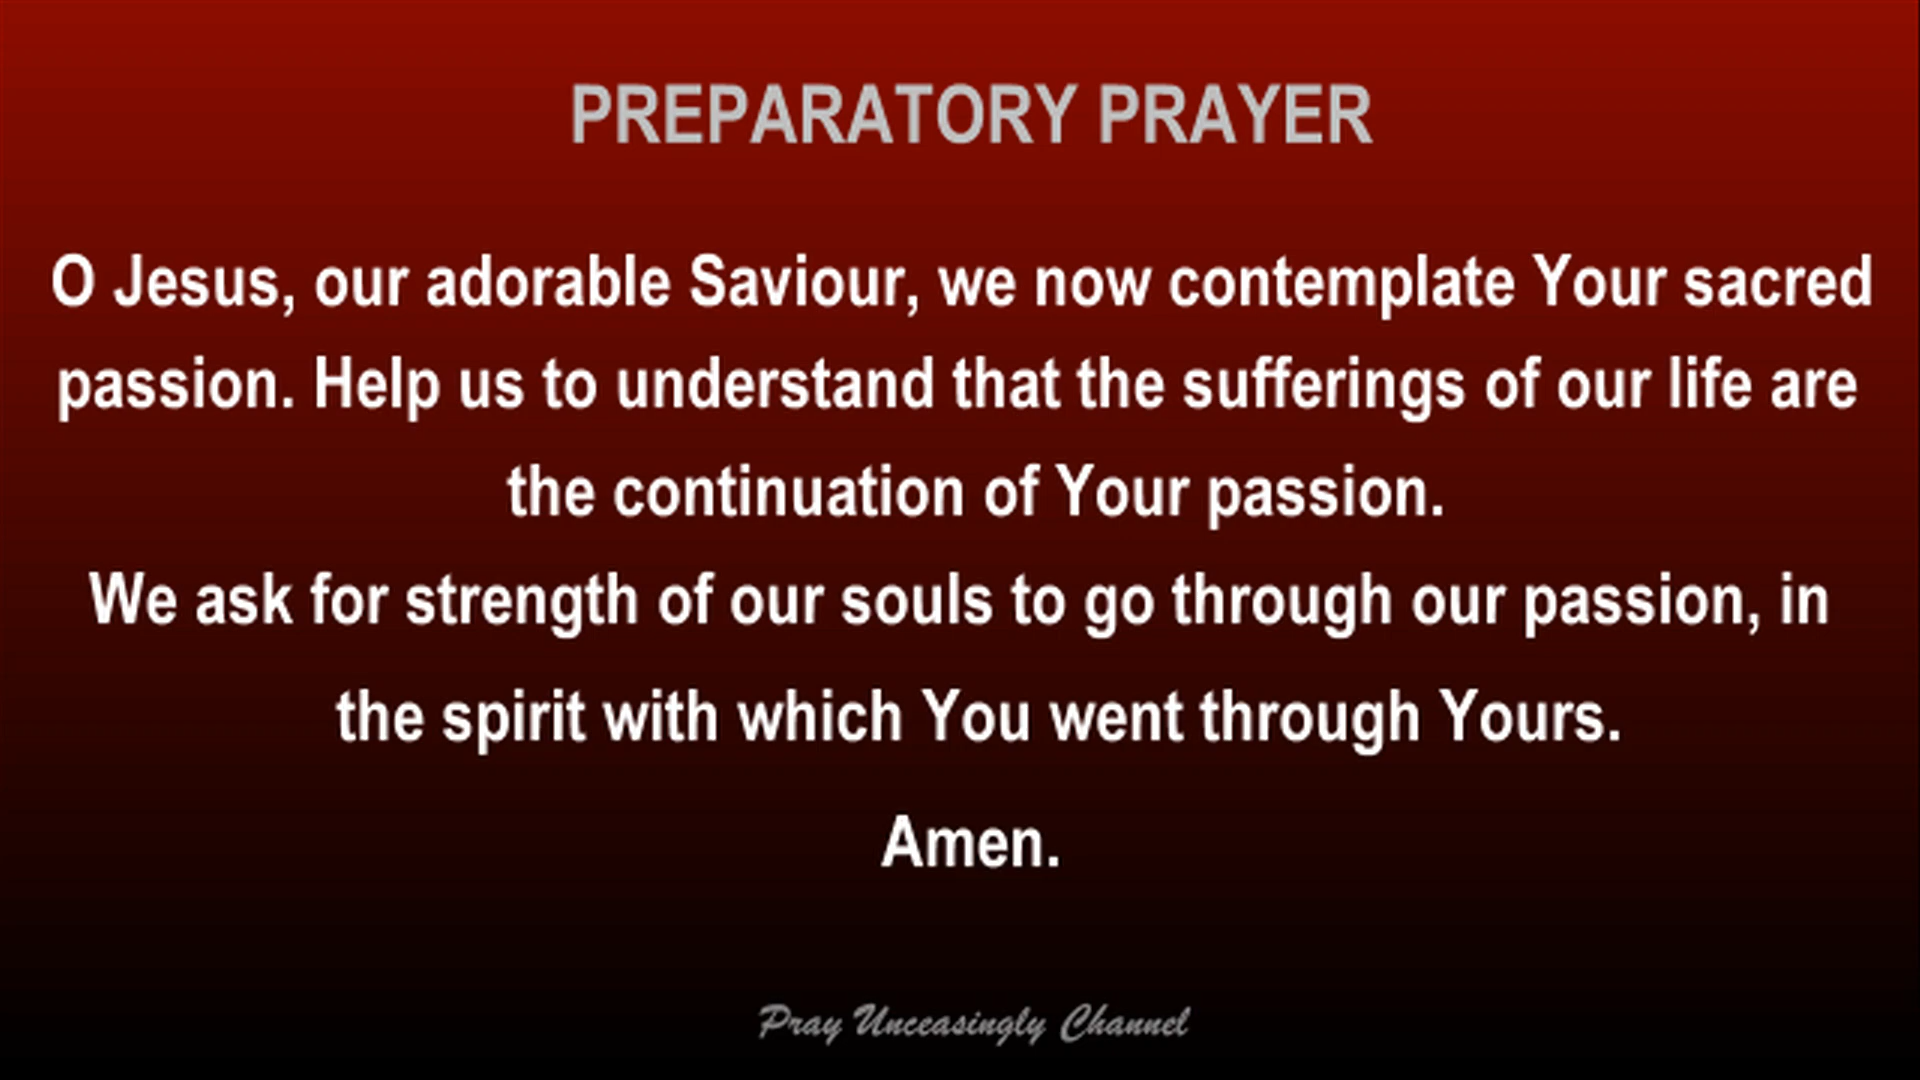 PREPARATORY PRAYER
O Jesus, our adorable Saviour, we now contemplate Your sacred
passion. Help us to understand that the sufferings of our life are
the continuation of Your passion.
We ask for strength of our souls to go through our passion, in
the spirit with which You went through Yours.
Amen.
Pray Unceasingly Channel